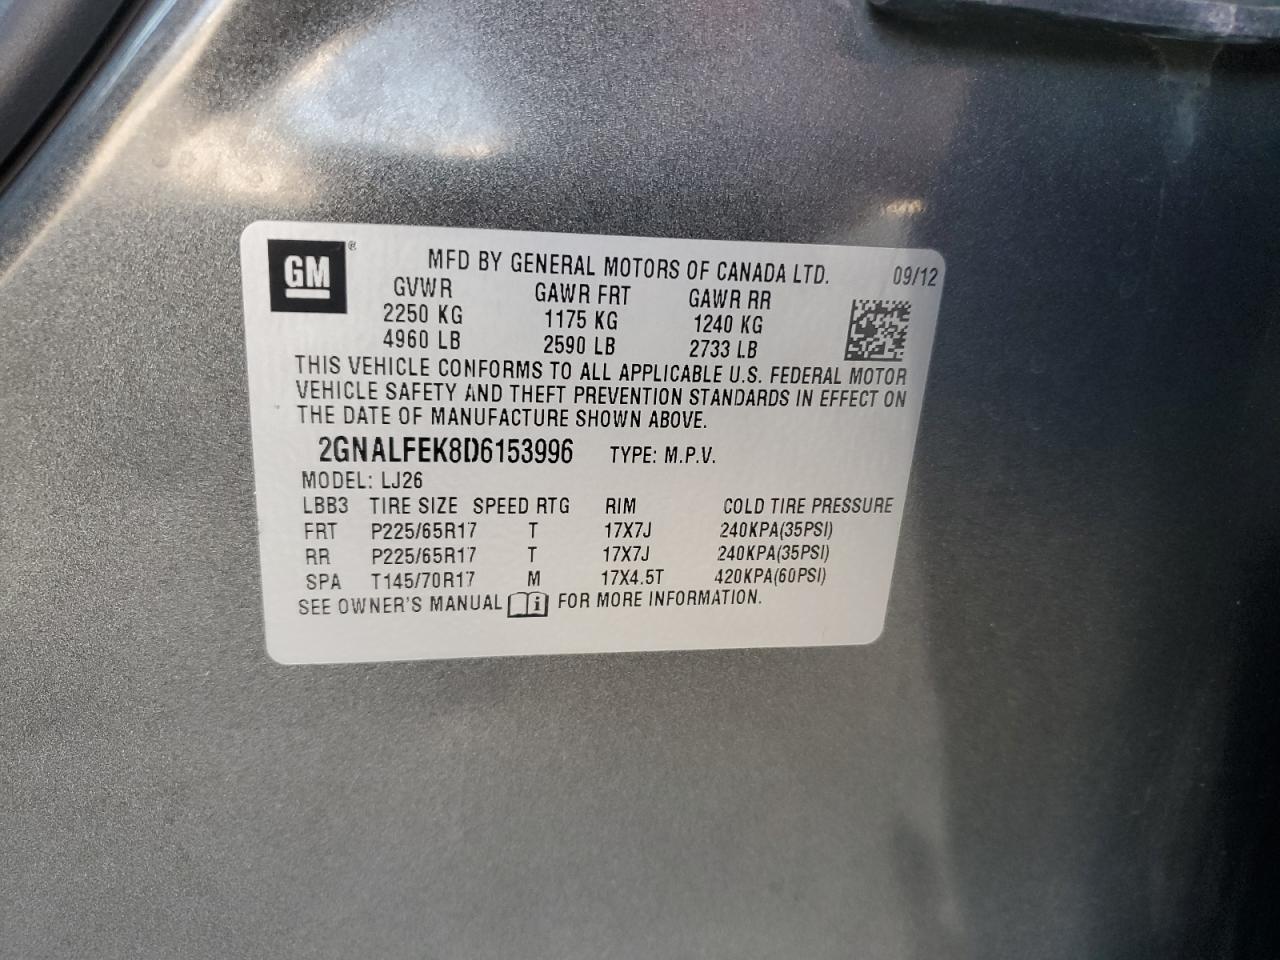 GM ®
MFD BY GENERAL MOTORS OF CANADA LTD. 09/12
GVWR GAWR FRT GAWR RR
2250 KG 1175 KG 1240 KG
4960 LB 2590 LB 2733 LB
THIS VEHICLE CONFORMS TO ALL APPLICABLE U.S. FEDERAL MOTOR
VEHICLE SAFETY AND THEFT PREVENTION STANDARDS IN EFFECT ON
THE DATE OF MANUFACTURE SHOWN ABOVE.
2GNALFEK8D6153996 TYPE: M.P.V.
MODEL: LJ26
LBB3 TIRE SIZE SPEED RTG RIM COLD TIRE PRESSURE
FRT P225/65R17 T 17X7J 240KPA(35PSI)
RR P225/65R17 T 17X7J 240KPA(35PSI)
SPA T145/70R17 M 17X4.5T 420KPA(60PSI)
SEE OWNER'S MANUAL i FOR MORE INFORMATION.